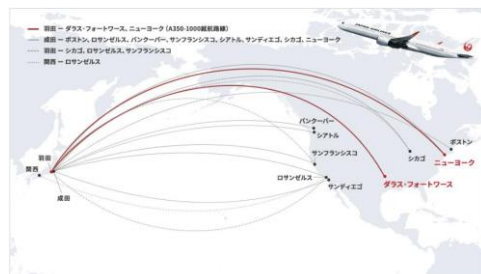 羽田 − ダラス・フォートワース, ニューヨーク (A350-1000就航路線)
成田 − ボストン, ロサンゼルス, バンクーバー, サンフランシスコ, シアトル, サンディエゴ, シカゴ, ニューヨーク
羽田 − シカゴ, ロサンゼルス, サンフランシスコ
関西 − ロサンゼルス
JAPAN AIRLINES
バンクーバー
シアトル
ボストン
サンフランシスコ
シカゴ
ニューヨーク
羽田
関西
ロサンゼルス
サンディエゴ
ダラス・フォートワース
成田